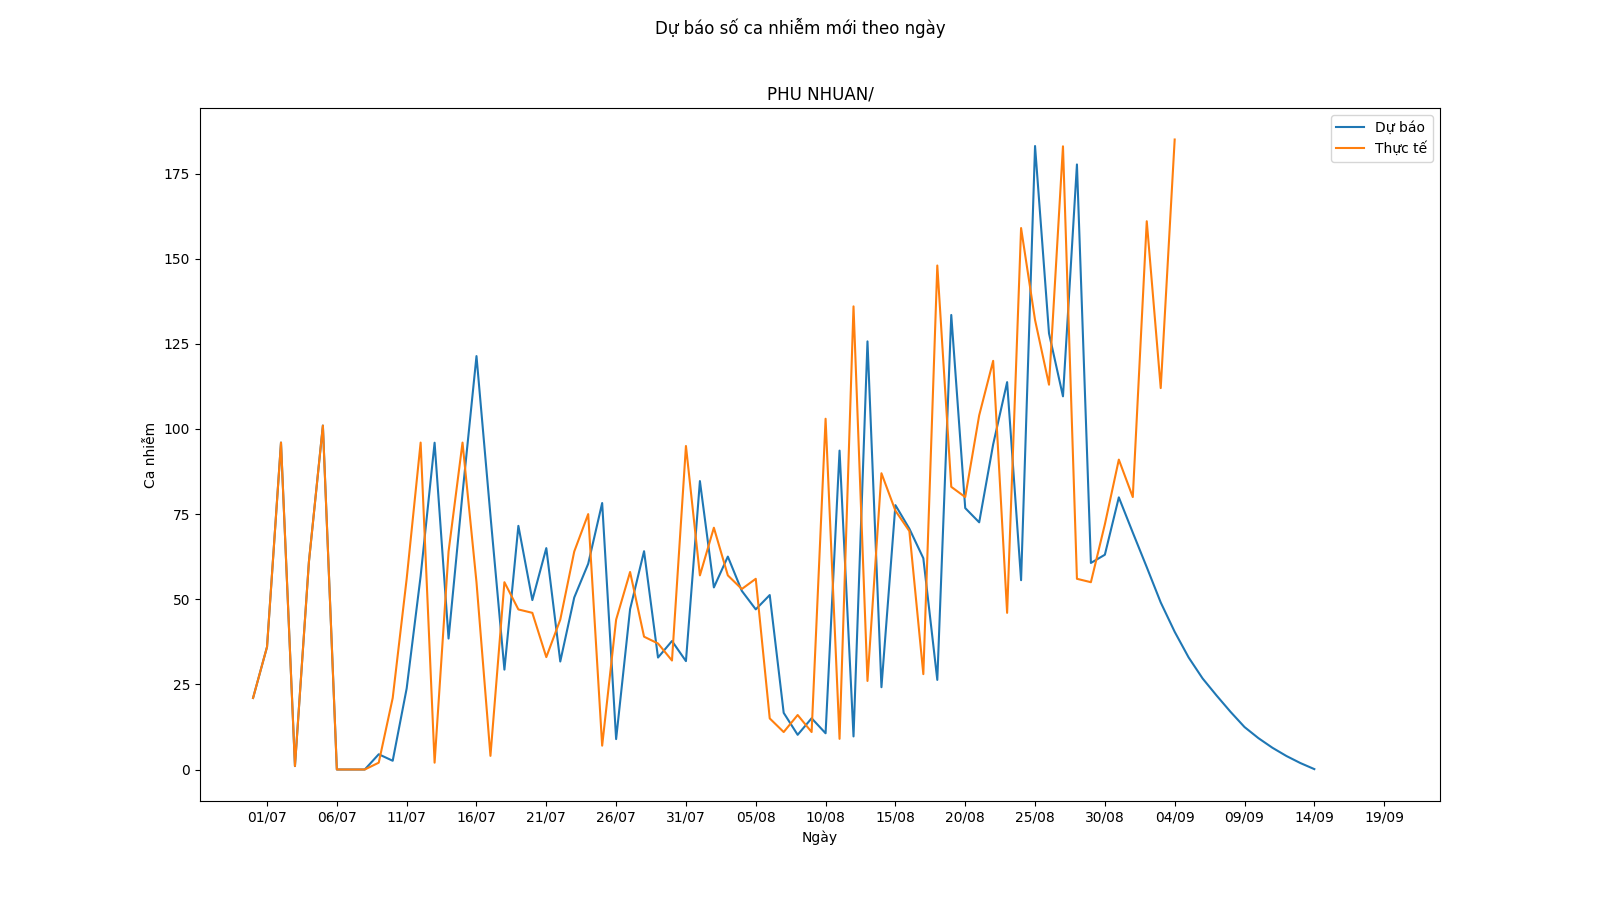 Dự báo số ca nhiễm mới theo ngày
PHU NHUAN/
Dự báo
Thực tế
175
150
125
100
75
50
25
0
Ca nhiễm
01/07 06/07 11/07 16/07 21/07 26/07 31/07 05/08 10/08 15/08 20/08 25/08 30/08 04/09 09/09 14/09 19/09
Ngày